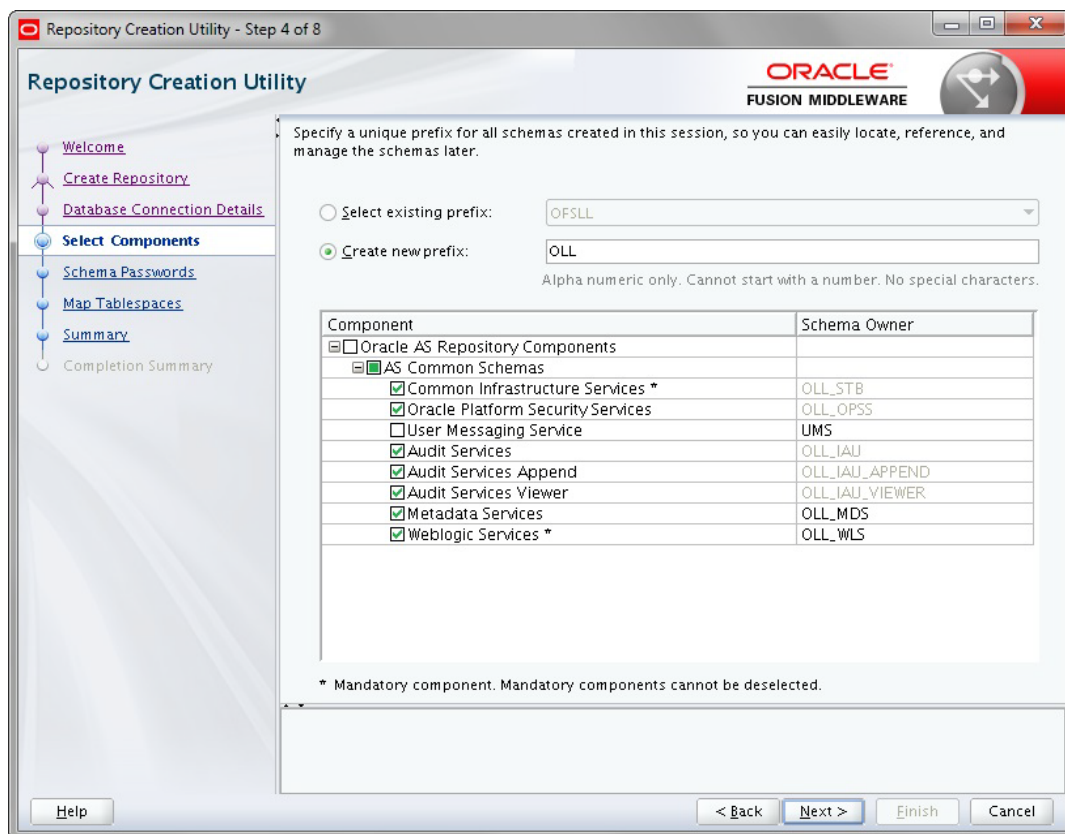 Repository Creation Utility - Step 4 of 8
Repository Creation Utility
ORACLE
FUSION MIDDLEWARE
Welcome
Create Repository
Database Connection Details
Select Components
Schema Passwords
Map Tablespaces
Summary
Completion Summary
Specify a unique prefix for all schemas created in this session, so you can easily locate, reference, and
manage the schemas later.
Select existing prefix: OFSLL
Create new prefix: OLL
Alpha numeric only. Cannot start with a number. No special characters.
Component Schema Owner
Oracle AS Repository Components
AS Common Schemas
Common Infrastructure Services * OLL_STB
Oracle Platform Security Services OLL_OPSS
User Messaging Service UMS
Audit Services OLL_IAU
Audit Services Append OLL_IAU_APPEND
Audit Services Viewer OLL_IAU_VIEWER
Metadata Services OLL_MDS
Weblogic Services * OLL_WLS
* Mandatory component. Mandatory components cannot be deselected.
Help < Back Next > Finish Cancel